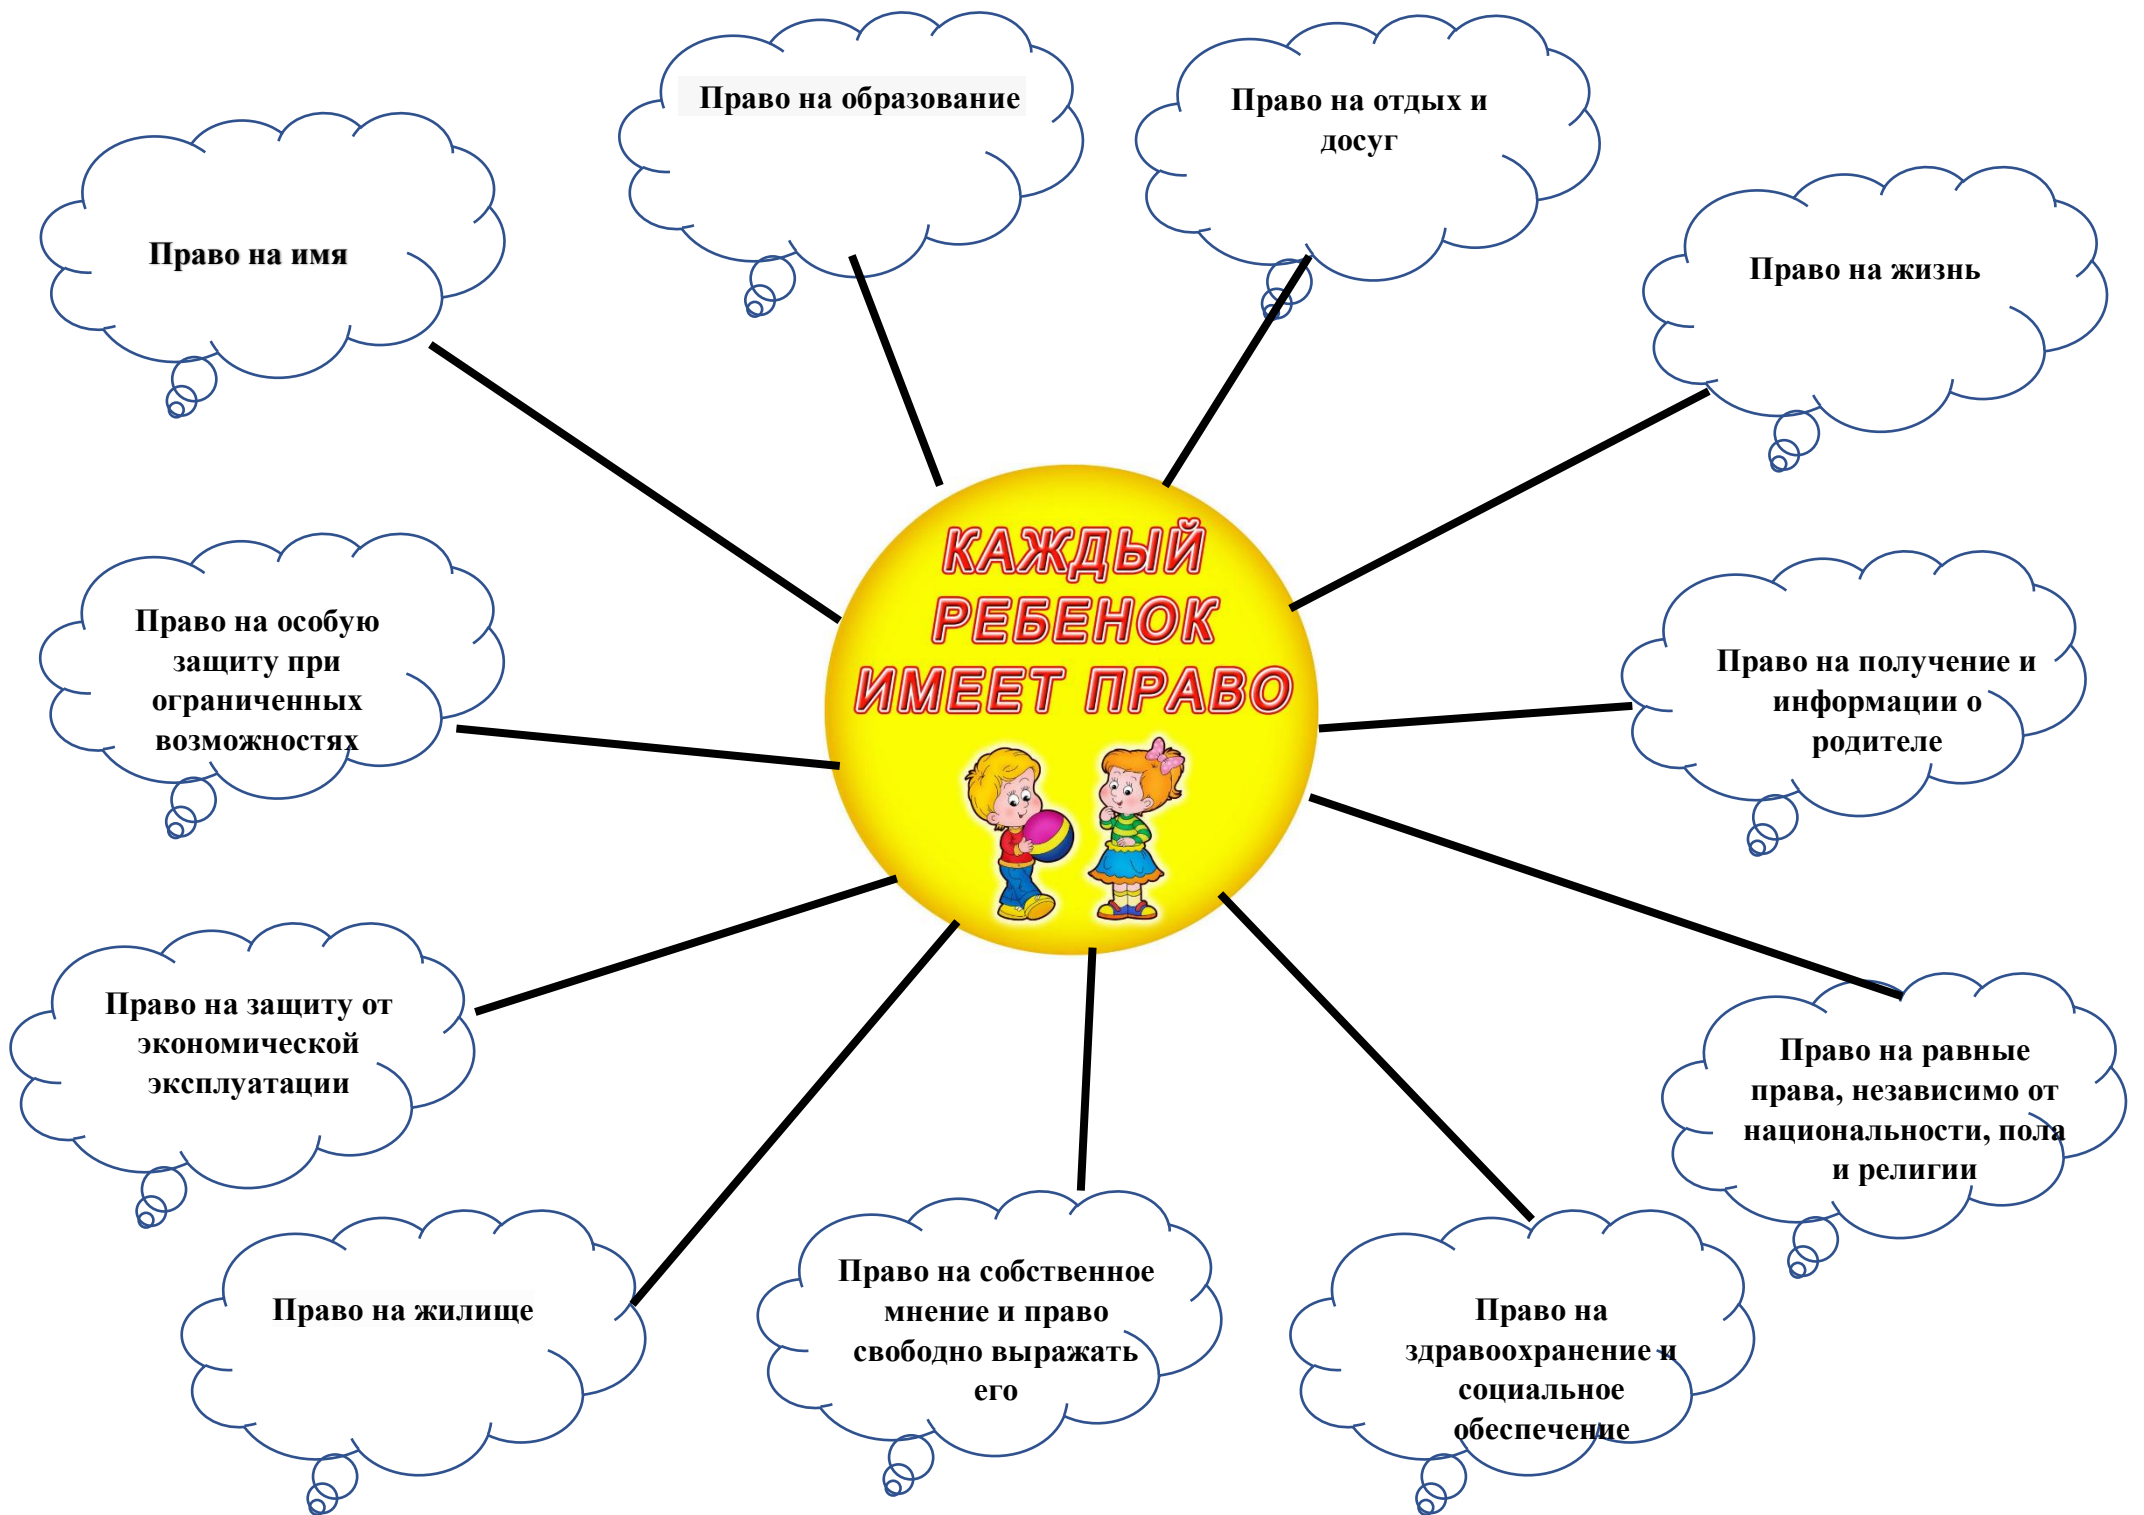 Право на образование
Право на отдых и
досуг
Право на имя
Право на жизнь
КАЖДЫЙ
РЕБЕНОК
ИМЕЕТ ПРАВО
Право на особую
защиту при
ограниченных
возможностях
Право на получение и
информации о
родителе
Право на защиту от
экономической
эксплуатации
Право на равные
права, независимо от
национальности, пола
и религии
Право на жилище
Право на собственное
мнение и право
свободно выражать
его
Право на
здравоохранение и
социальное
обеспечение